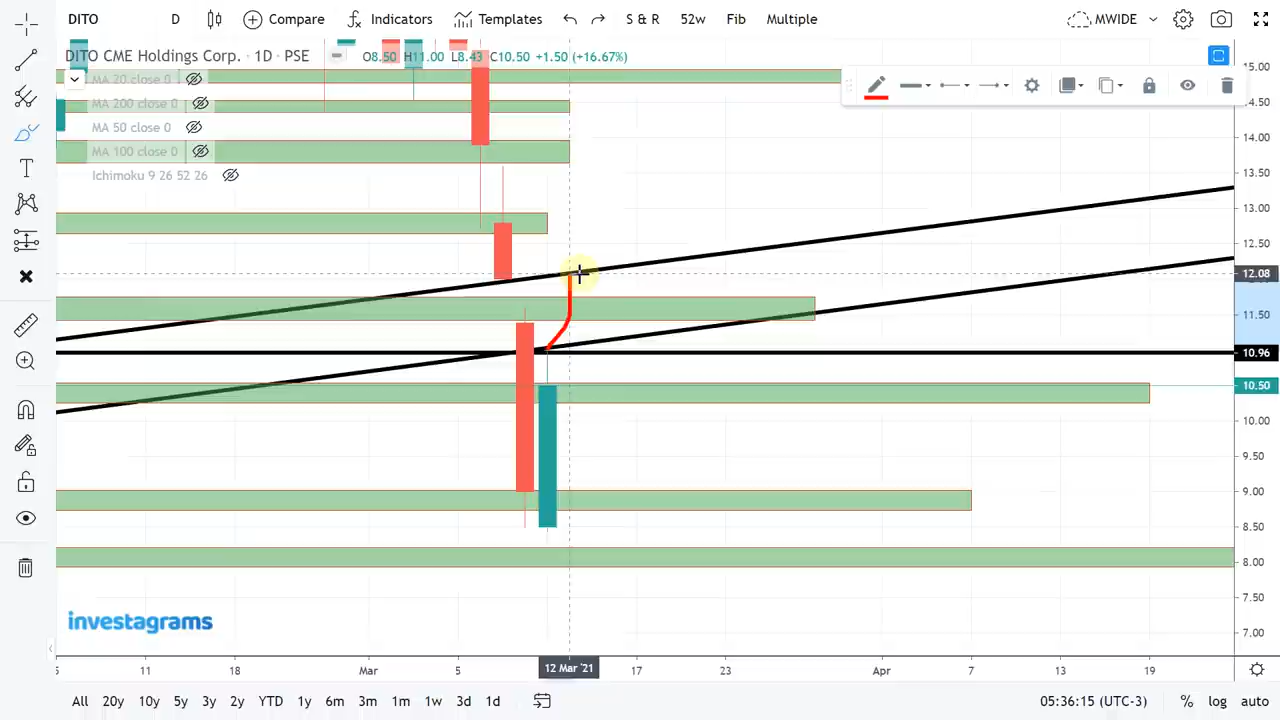 DITO D Compare Indicators Templates S & R 52w Fib Multiple MWIDE
DITO CME Holdings Corp. · 1D · PSE O8.50 H11.00 L8.43 C10.50 +1.50 (+16.67%)
MA 20 close 0
MA 200 close 0
MA 50 close 0
MA 100 close 0
Ichimoku 9 26 52 26
15.00
14.50
14.00
13.50
13.00
12.50
12.08
11.50
10.96
10.50
10.00
9.50
9.00
8.50
8.00
7.50
7.00
investagrams
11 18 Mar 5 12 Mar '21 17 23 Apr 7 13 19
All 20y 10y 5y YTD 3y 2y 1y 6m 3m 1m 1w 3d 1d 05:36:15 (UTC-3) % log auto